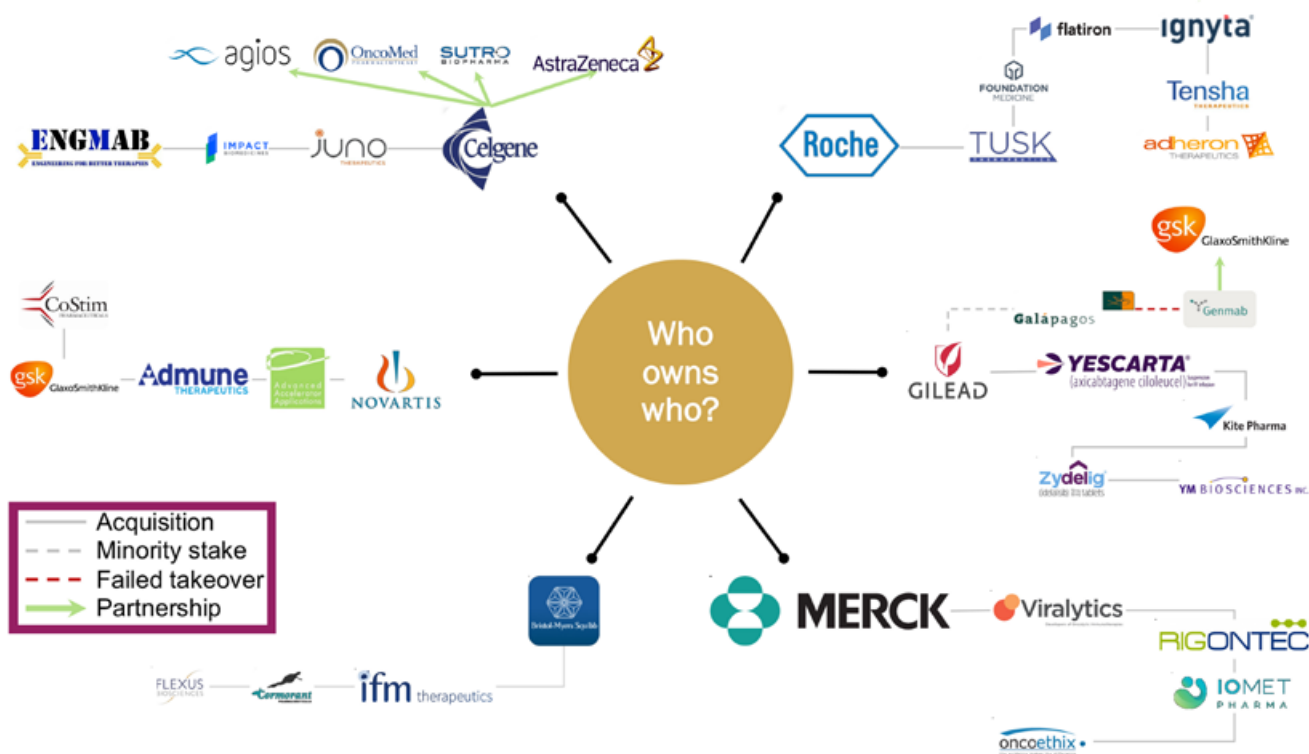 agios
OncoMed
PHARMACEUTICALS
SUTRO
BIOPHARMA
AstraZeneca
ENGMAB
ENGINEERING FOR BETTER THERAPIES
IMPACT
BIOMEDICINES
juno
THERAPEUTICS
Celgene
flatiron
ignyta
FOUNDATION
MEDICINE
Tensha
THERAPEUTICS
Roche
TUSK
THERAPEUTICS
adheron
THERAPEUTICS
gsk
GlaxoSmithKline
CoStim
gsk
GlaxoSmithKline
Admune
THERAPEUTICS
Advanced
Accelerator
Applications
NOVARTIS
Who
owns
who?
Galapagos
Genmab
GILEAD
YESCARTA®
(axicabtagene ciloleucel)
Kite Pharma
Zydelig
YM BIOSCIENCES INC.
Acquisition
Minority stake
Failed takeover
Partnership
Bristol-Myers Squibb
FLEXUS
BIOSCIENCES
Cormorant
PHARMACEUTICALS
ifm therapeutics
MERCK
Viralytics
RIGONTEC
IOMET
PHARMA
oncoethix